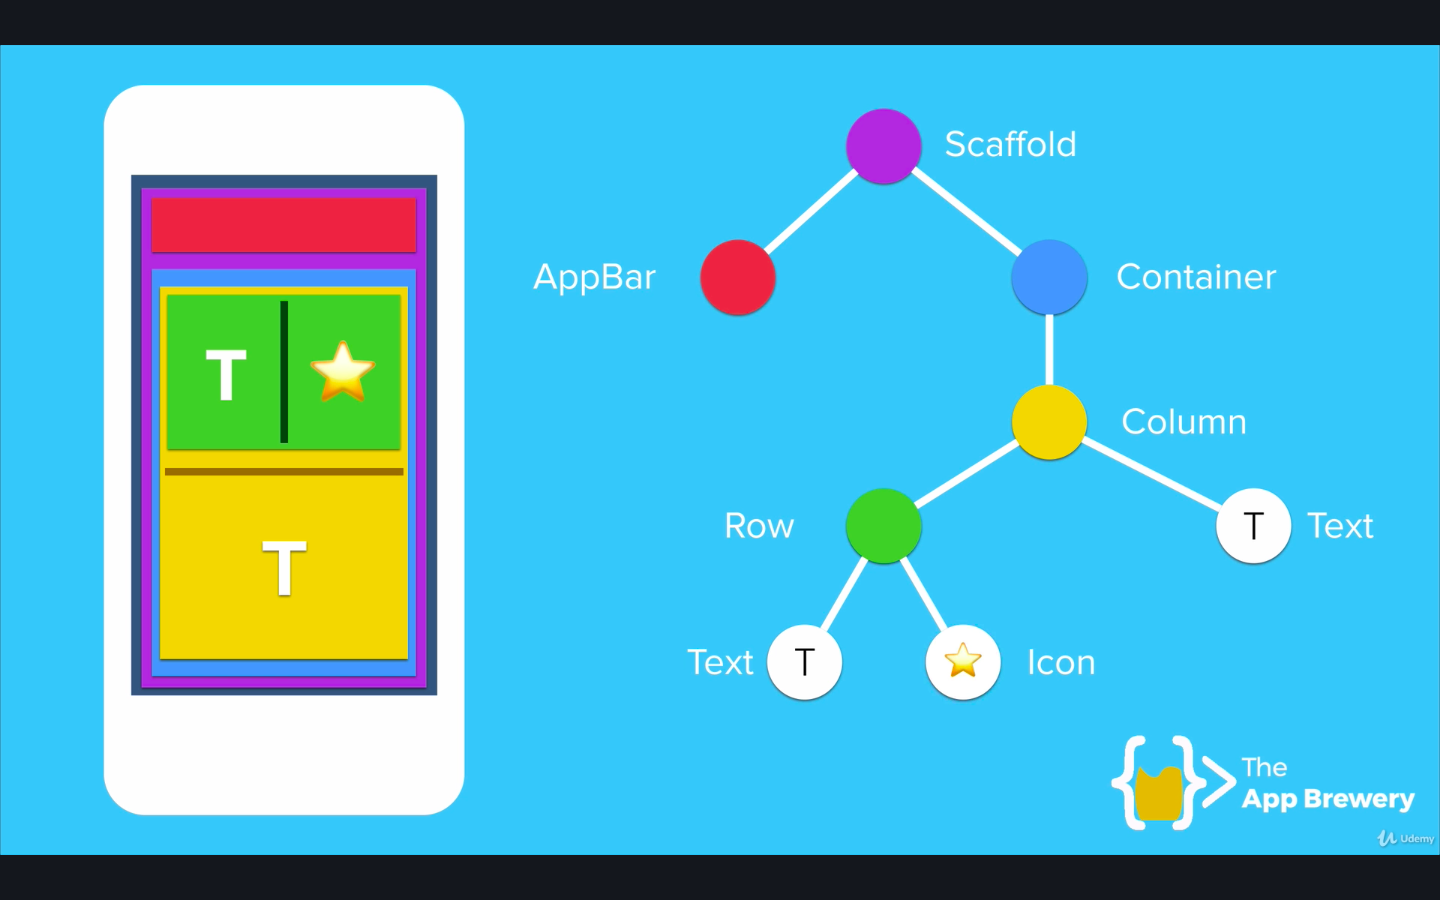 Scaffold
AppBar
Container
T
Column
Row
T
Text
T
Text
T
Icon
The
App Brewery
Udemy